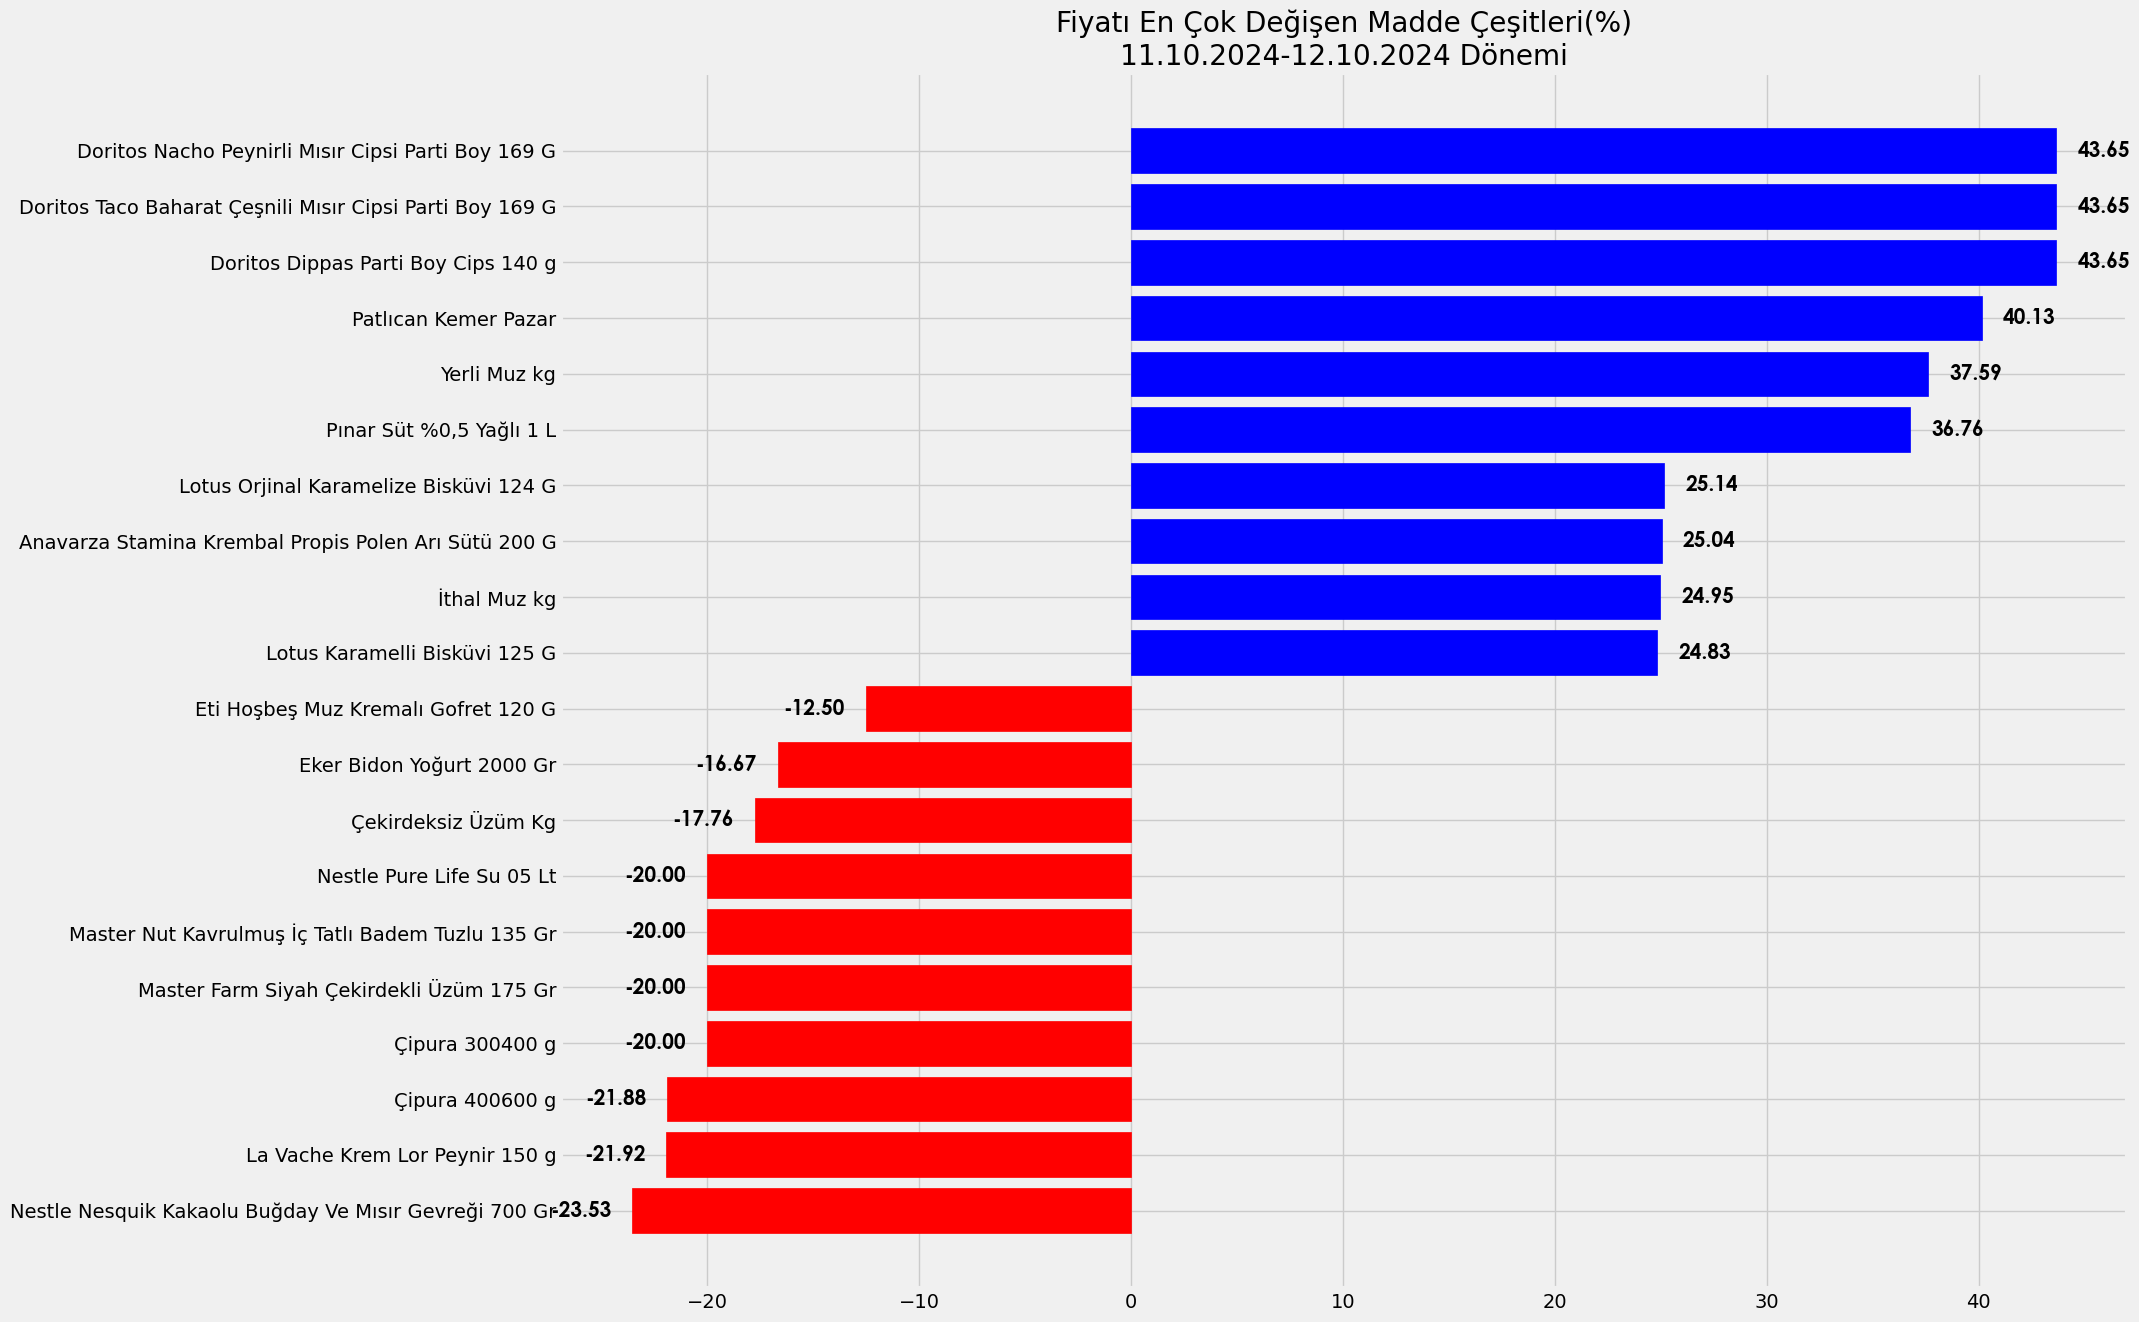 Fiyatı En Çok Değişen Madde Çeşitleri(%)
11.10.2024-12.10.2024 Dönemi
Doritos Nacho Peynirli Mısır Cipsi Parti Boy 169 G 43.65
Doritos Taco Baharat Çeşnili Mısır Cipsi Parti Boy 169 G 43.65
Doritos Dippas Parti Boy Cips 140 g 43.65
Patlıcan Kemer Pazar 40.13
Yerli Muz kg 37.59
Pınar Süt %0,5 Yağlı 1 L 36.76
Lotus Orjinal Karamelize Bisküvi 124 G 25.14
Anavarza Stamina Krembal Propis Polen Arı Sütü 200 G 25.04
İthal Muz kg 24.95
Lotus Karamelli Bisküvi 125 G 24.83
Eti Hoşbeş Muz Kremalı Gofret 120 G -12.50
Eker Bidon Yoğurt 2000 Gr -16.67
Çekirdeksiz Üzüm Kg -17.76
Nestle Pure Life Su 05 Lt -20.00
Master Nut Kavrulmuş İç Tatlı Badem Tuzlu 135 Gr -20.00
Master Farm Siyah Çekirdekli Üzüm 175 Gr -20.00
Çipura 300400 g -20.00
Çipura 400600 g -21.88
La Vache Krem Lor Peynir 150 g -21.92
Nestle Nesquik Kakaolu Buğday Ve Mısır Gevreği 700 Gr -23.53
−20 −10 0 10 20 30 40